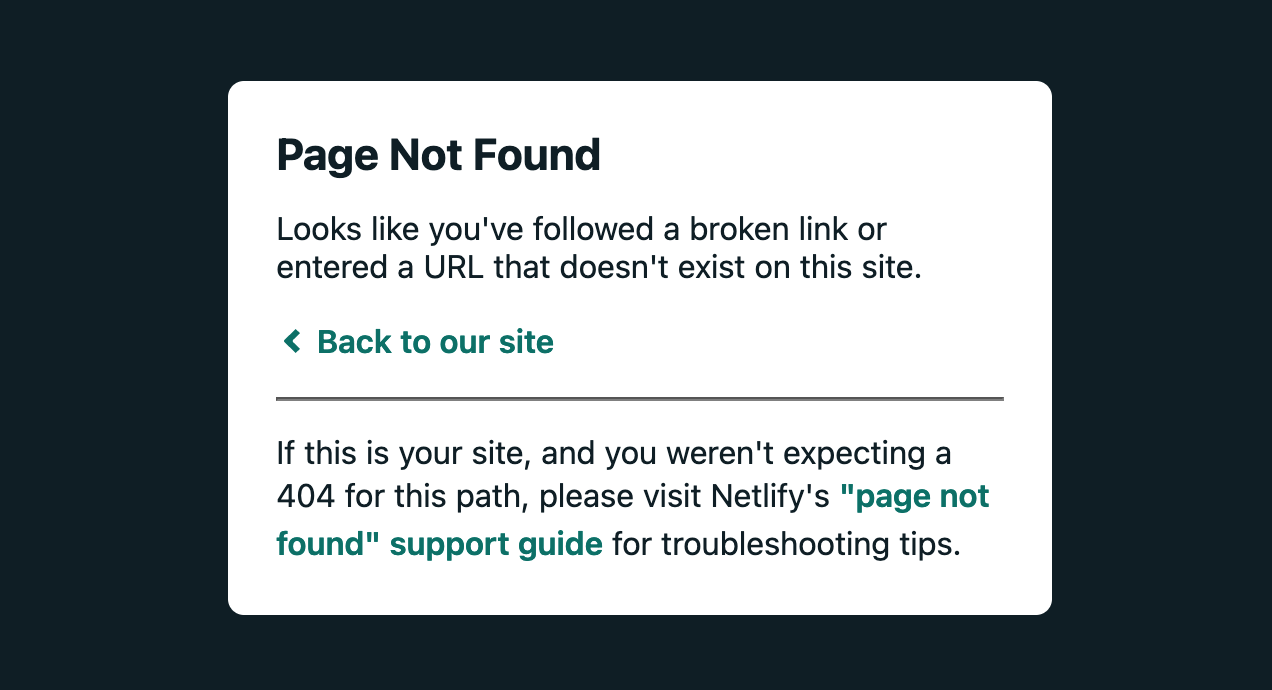 Page Not Found
Looks like you've followed a broken link or
entered a URL that doesn't exist on this site.
Back to our site
If this is your site, and you weren't expecting a
404 for this path, please visit Netlify's "page not
found" support guide for troubleshooting tips.